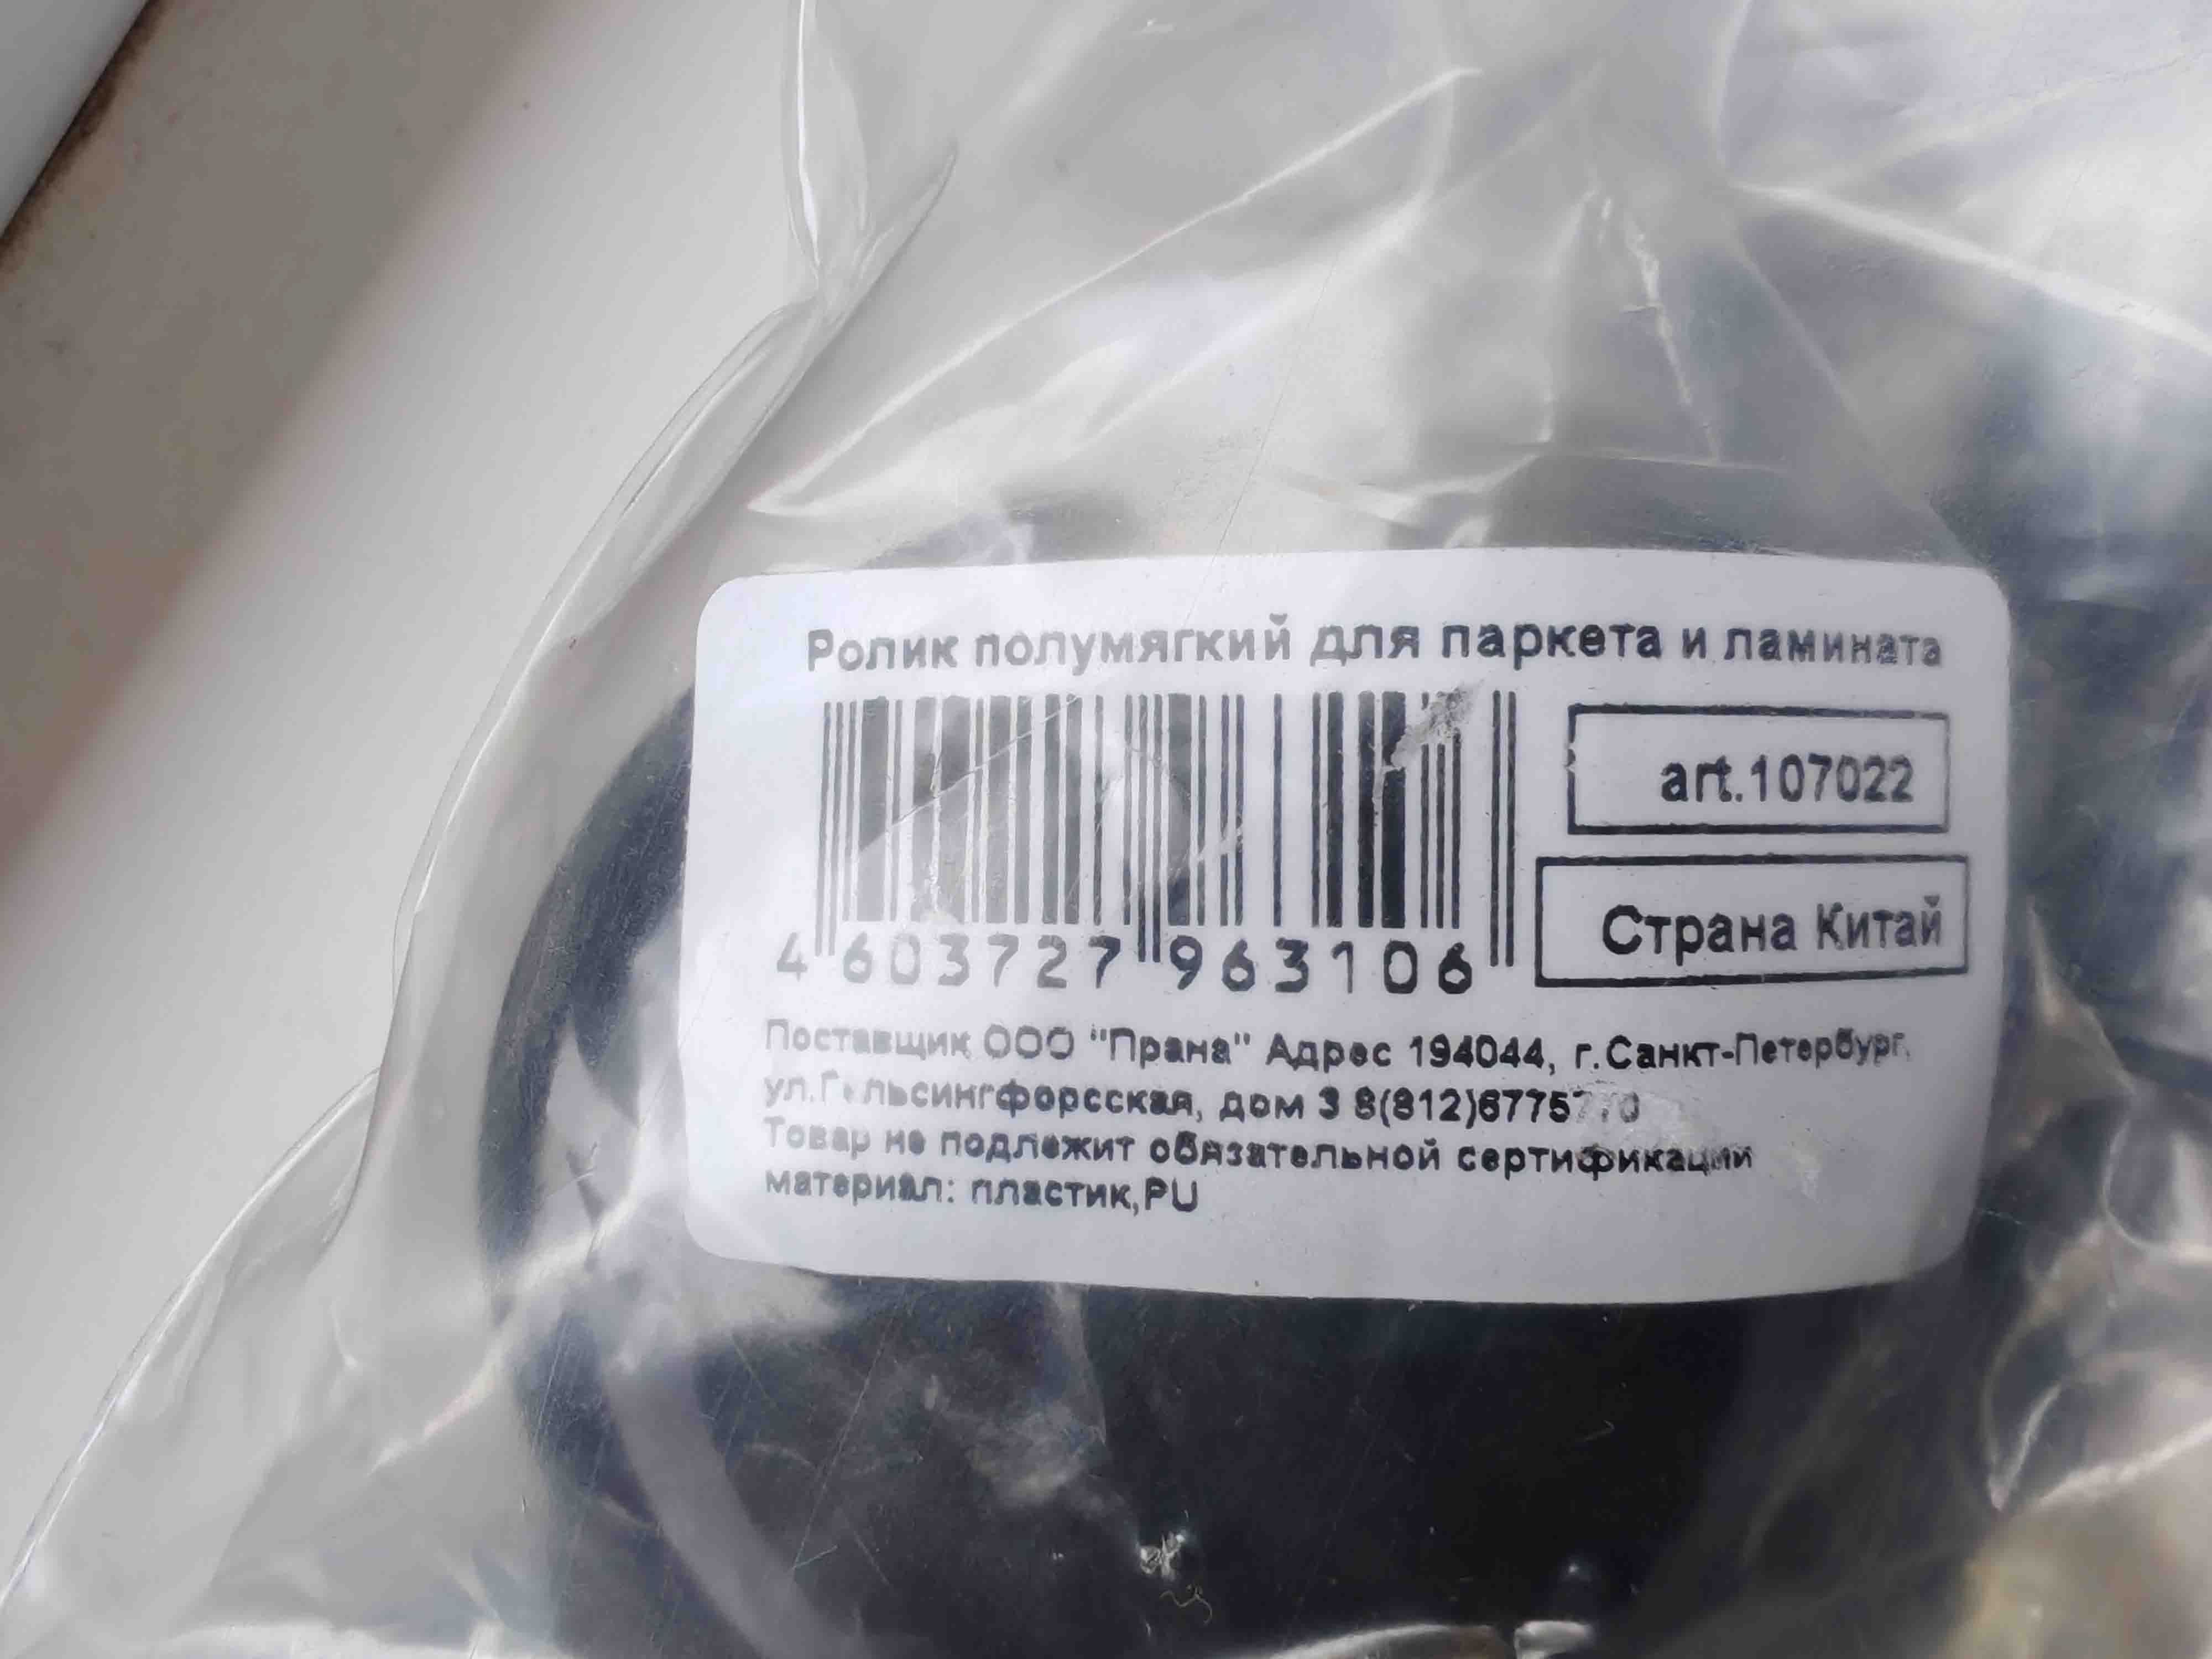 Ролик полумягкий для паркета и ламината
art.107022
Страна Китай
4 603727 963106
Поставщик ООО "Прана" Адрес 194044, г.Санкт-Петербург,
ул. дом 3
Товар не подлежит обязательной сертификации
материал: пластик,PU